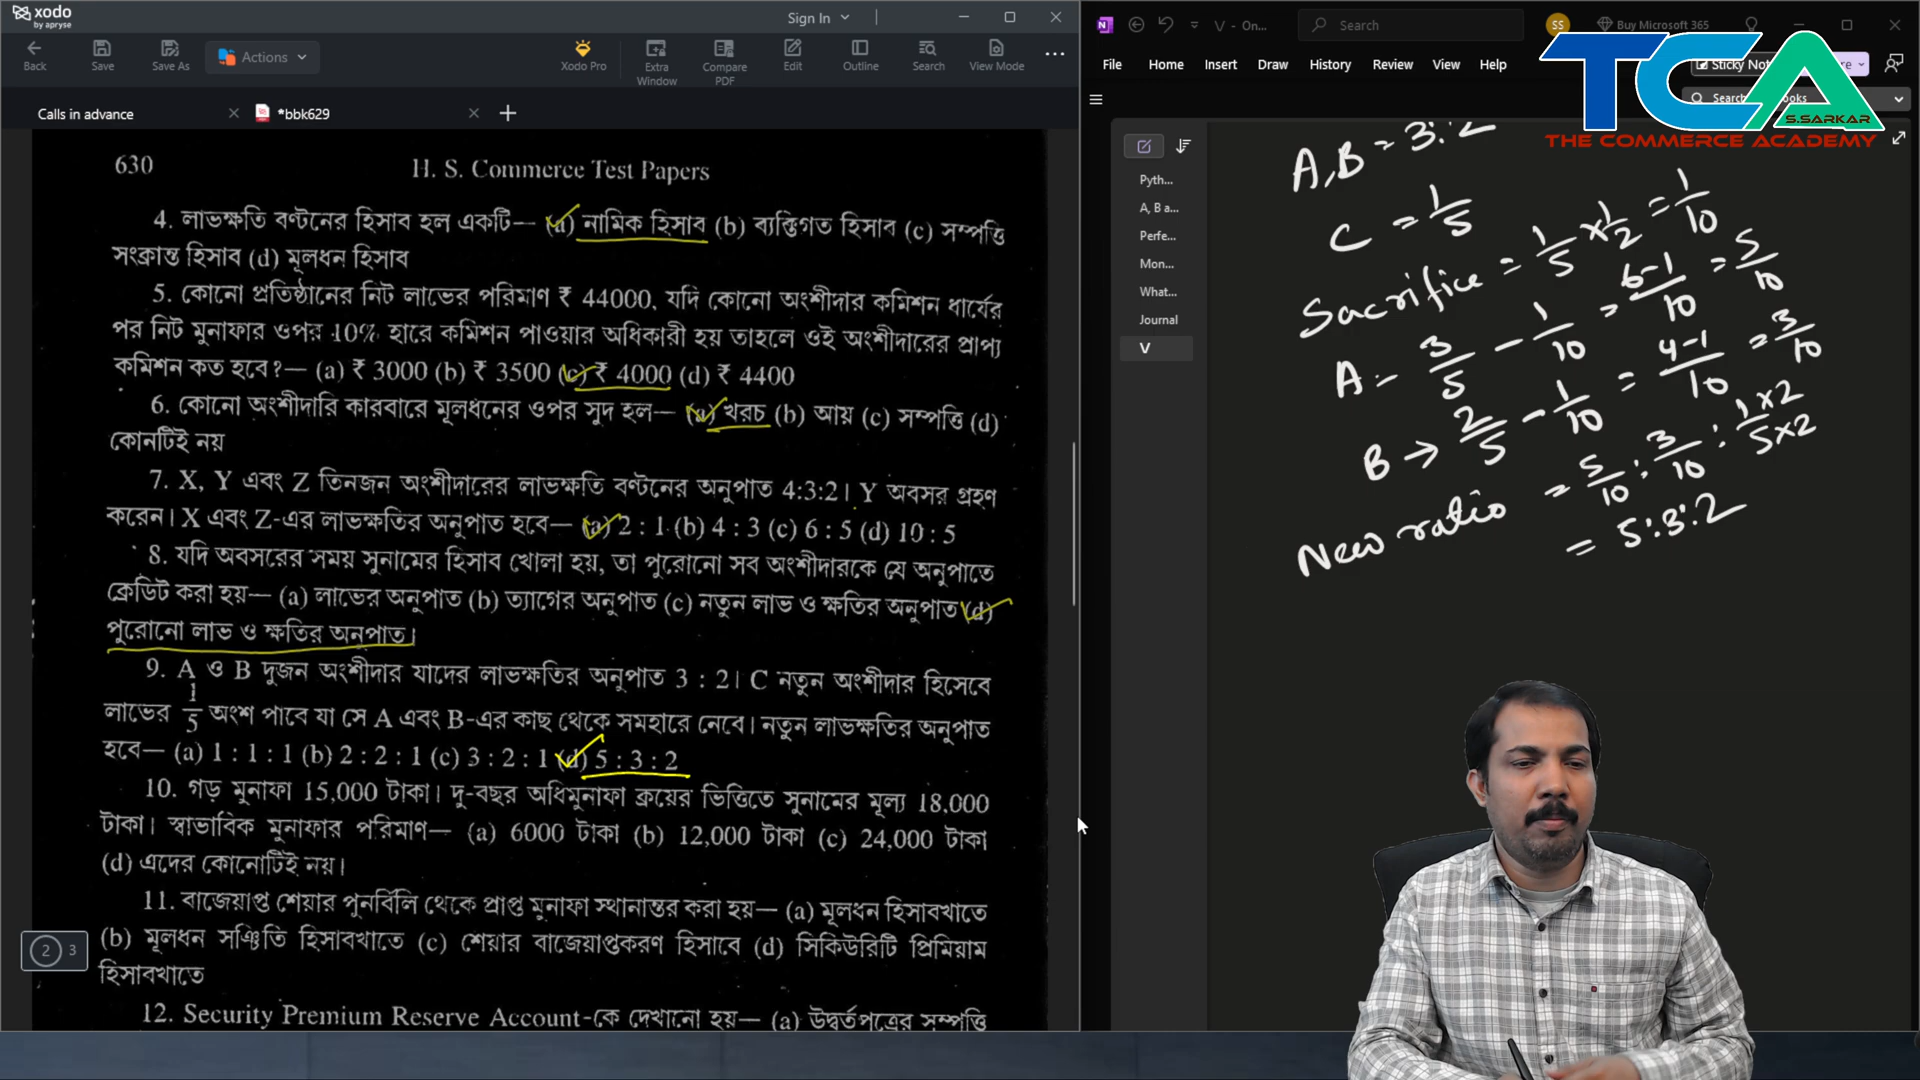 xodo
by apryse
Sign In
Back
Save
Save As
Actions
Xodo Pro
Extra Window
Compare PDF
Edit
Outline
Search
View Mode
Calls in advance
*bbk629
630 H. S. Commerce Test Papers
4. লাভক্ষতি বণ্টনের হিসাব হল একটি— (a) নামিক হিসাব (b) ব্যক্তিগত হিসাব (c) সম্পত্তি
সংক্রান্ত হিসাব (d) মূলধন হিসাব
5. কোনো প্রতিষ্ঠানের নিট লাভের পরিমাণ ₹ 44000, যদি কোনো অংশীদার কমিশন ধার্যের
পর নিট মুনাফার ওপর 10% হারে কমিশন পাওয়ার অধিকারী হয় তাহলে ওই অংশীদারের প্রাপ্য
কমিশন কত হবে?— (a) ₹ 3000 (b) ₹ 3500 (c) ₹ 4000 (d) ₹ 4400
6. কোনো অংশীদারি কারবারে মূলধনের ওপর সুদ হল— (a) খরচ (b) আয় (c) সম্পত্তি (d)
কোনটিই নয়
7. X, Y এবং Z তিনজন অংশীদারের লাভক্ষতি বণ্টনের অনুপাত 4:3:2। Y অবসর গ্রহণ
করেন। X এবং Z-এর লাভক্ষতির অনুপাত হবে— (a) 2 : 1 (b) 4 : 3 (c) 6 : 5 (d) 10 : 5
8. যদি অবসরের সময় সুনামের হিসাব খোলা হয়, তা পুরোনো সব অংশীদারকে যে অনুপাতে
ক্রেডিট করা হয়— (a) লাভের অনুপাত (b) ত্যাগের অনুপাত (c) নতুন লাভ ও ক্ষতির অনুপাত (d)
পুরোনো লাভ ও ক্ষতির অনুপাত।
9. A ও B দুজন অংশীদার যাদের লাভক্ষতির অনুপাত 3 : 2। C নতুন অংশীদার হিসেবে
লাভের 1/5 অংশ পাবে যা সে A এবং B-এর কাছ থেকে সমহারে নেবে। নতুন লাভক্ষতির অনুপাত
হবে— (a) 1 : 1 : 1 (b) 2 : 2 : 1 (c) 3 : 2 : 1 (d) 5 : 3 : 2
10. গড় মুনাফা 15,000 টাকা। দু-বছর অধিমুনাফা ক্রয়ের ভিত্তিতে সুনামের মূল্য 18,000
টাকা। স্বাভাবিক মুনাফার পরিমাণ— (a) 6000 টাকা (b) 12,000 টাকা (c) 24,000 টাকা
(d) এদের কোনোটিই নয়।
11. বাজেয়াপ্ত শেয়ার পুনর্বিলি থেকে প্রাপ্ত মুনাফা স্থানান্তর করা হয়— (a) মূলধন হিসাবখাতে
(b) মূলধন সঞ্চিতি হিসাবখাতে (c) শেয়ার বাজেয়াপ্তকরণ হিসাবে (d) সিকিউরিটি প্রিমিয়াম
হিসাবখাতে
12. Security Premium Reserve Account-কে দেখানো হয়— (a) উদ্বর্তপত্রের সম্পত্তি
2 3
V - On...
Search
SS
Buy Microsoft 365
File
Home
Insert
Draw
History
Review
View
Help
Sticky Not
Search
ooks
TCA
S.SARKAR
THE COMMERCE ACADEMY
Pyth...
A, B a...
Perfe...
Mon...
What...
Journal
V
A, B = 3:2
C = 1/5
Sacrifice = 1/5 × 1/2 = 1/10
A:- 3/5 - 1/10 = 6-1/10 = 5/10
B → 2/5 - 1/10 = 4-1/10 = 3/10
New ratio = 5/10 : 3/10 : 1×2/5×2
= 5:3:2